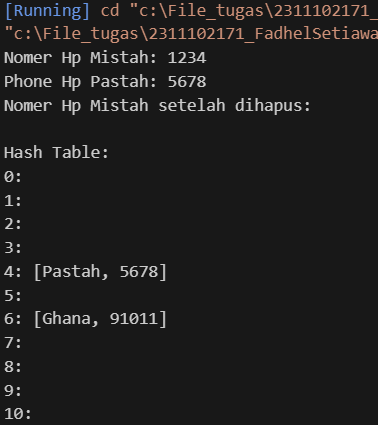 [Running] cd "c:\File_tugas\2311102171_
"c:\File_tugas\2311102171_FadhelSetiawa
Nomer Hp Mistah: 1234
Phone Hp Pastah: 5678
Nomer Hp Mistah setelah dihapus:
Hash Table:
0:
1:
2:
3:
4: [Pastah, 5678]
5:
6: [Ghana, 91011]
7:
8:
9:
10: